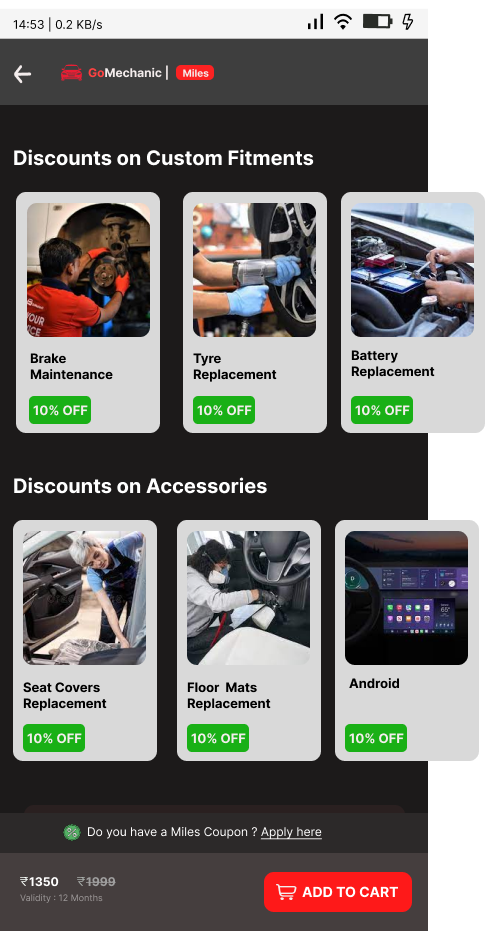 14:53 | 0.2 KB/s
GoMechanic | Miles
Discounts on Custom Fitments
Brake
Maintenance
10% OFF
Tyre
Replacement
10% OFF
Battery
Replacement
10% OFF
Discounts on Accessories
Seat Covers
Replacement
10% OFF
Floor Mats
Replacement
10% OFF
Android
10% OFF
Do you have a Miles Coupon ? Apply here
₹1350 ₹1999
Validity : 12 Months
ADD TO CART